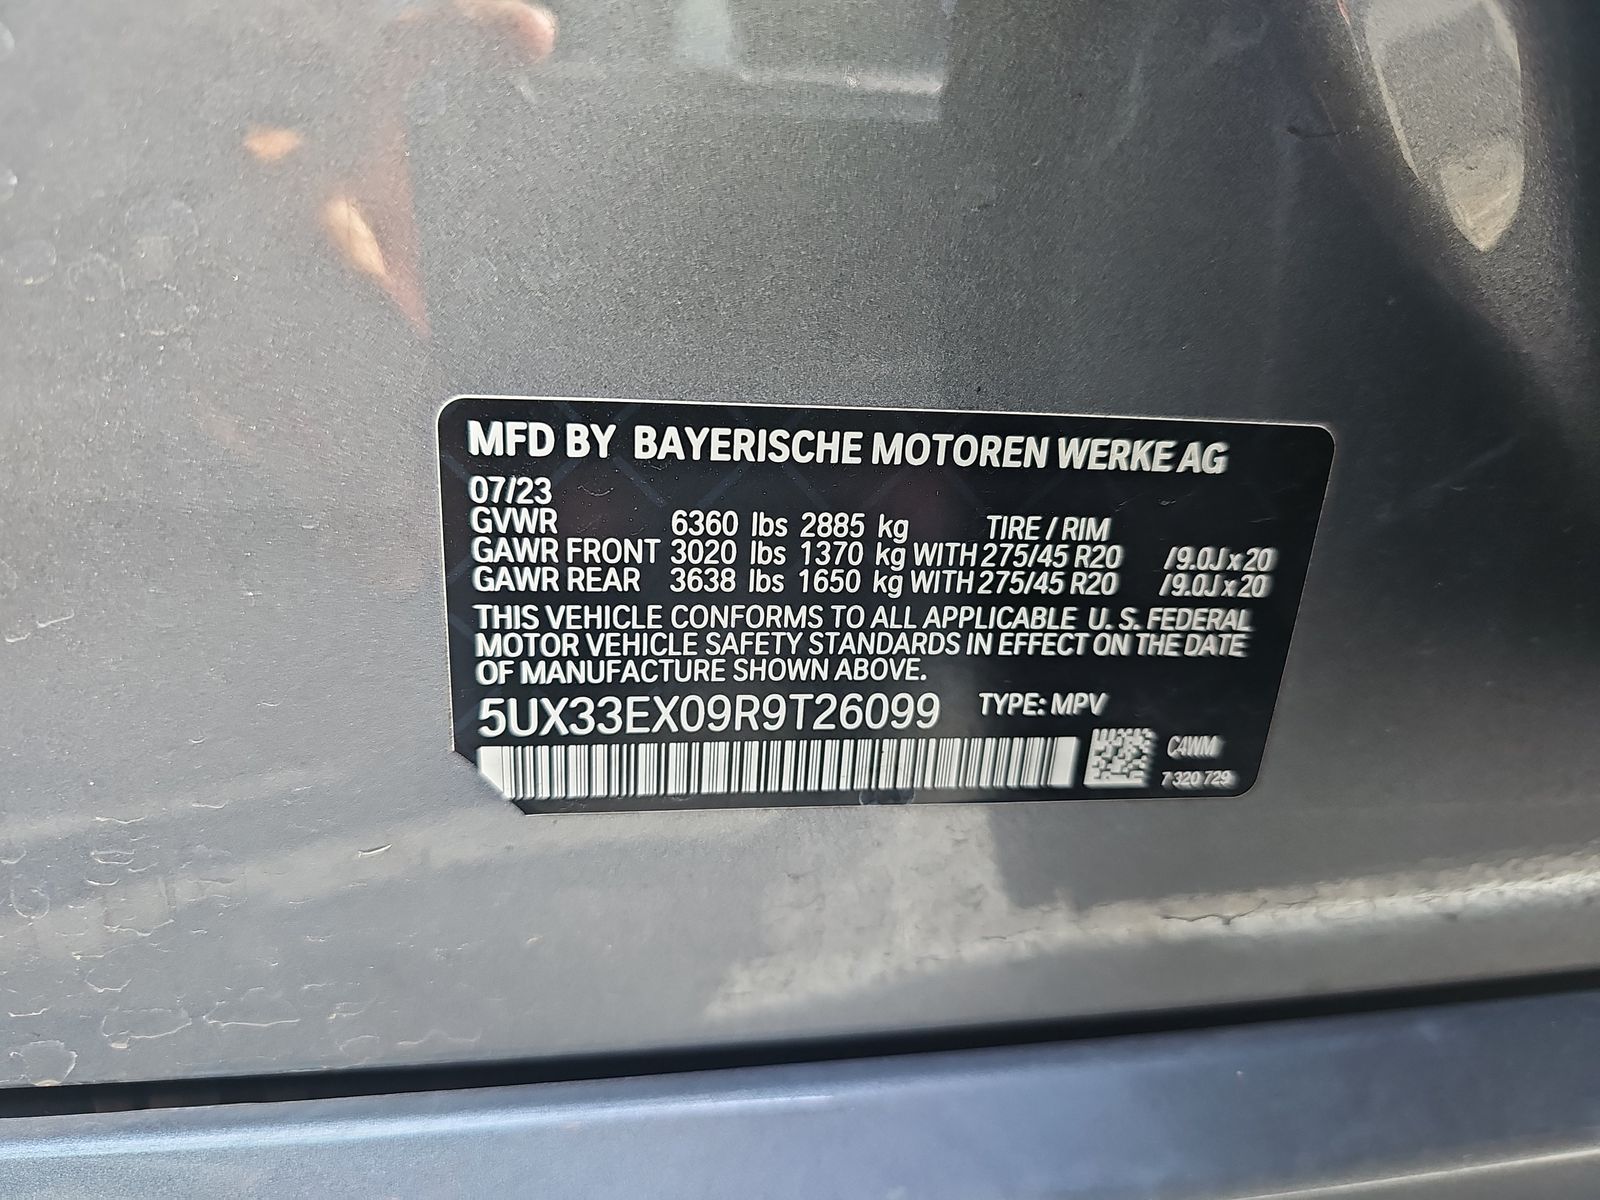 MFD BY BAYERISCHE MOTOREN WERKE AG
07/23
GVWR 6360 lbs 2885 kg TIRE / RIM
GAWR FRONT 3020 lbs 1370 kg WITH 275/45 R20 /9.0J x 20
GAWR REAR 3638 lbs 1650 kg WITH 275/45 R20 /9.0J x 20
THIS VEHICLE CONFORMS TO ALL APPLICABLE U. S. FEDERAL
MOTOR VEHICLE SAFETY STANDARDS IN EFFECT ON THE DATE
OF MANUFACTURE SHOWN ABOVE.
5UX33EX09R9T26099 TYPE: MPV
C4WM
7 320 729